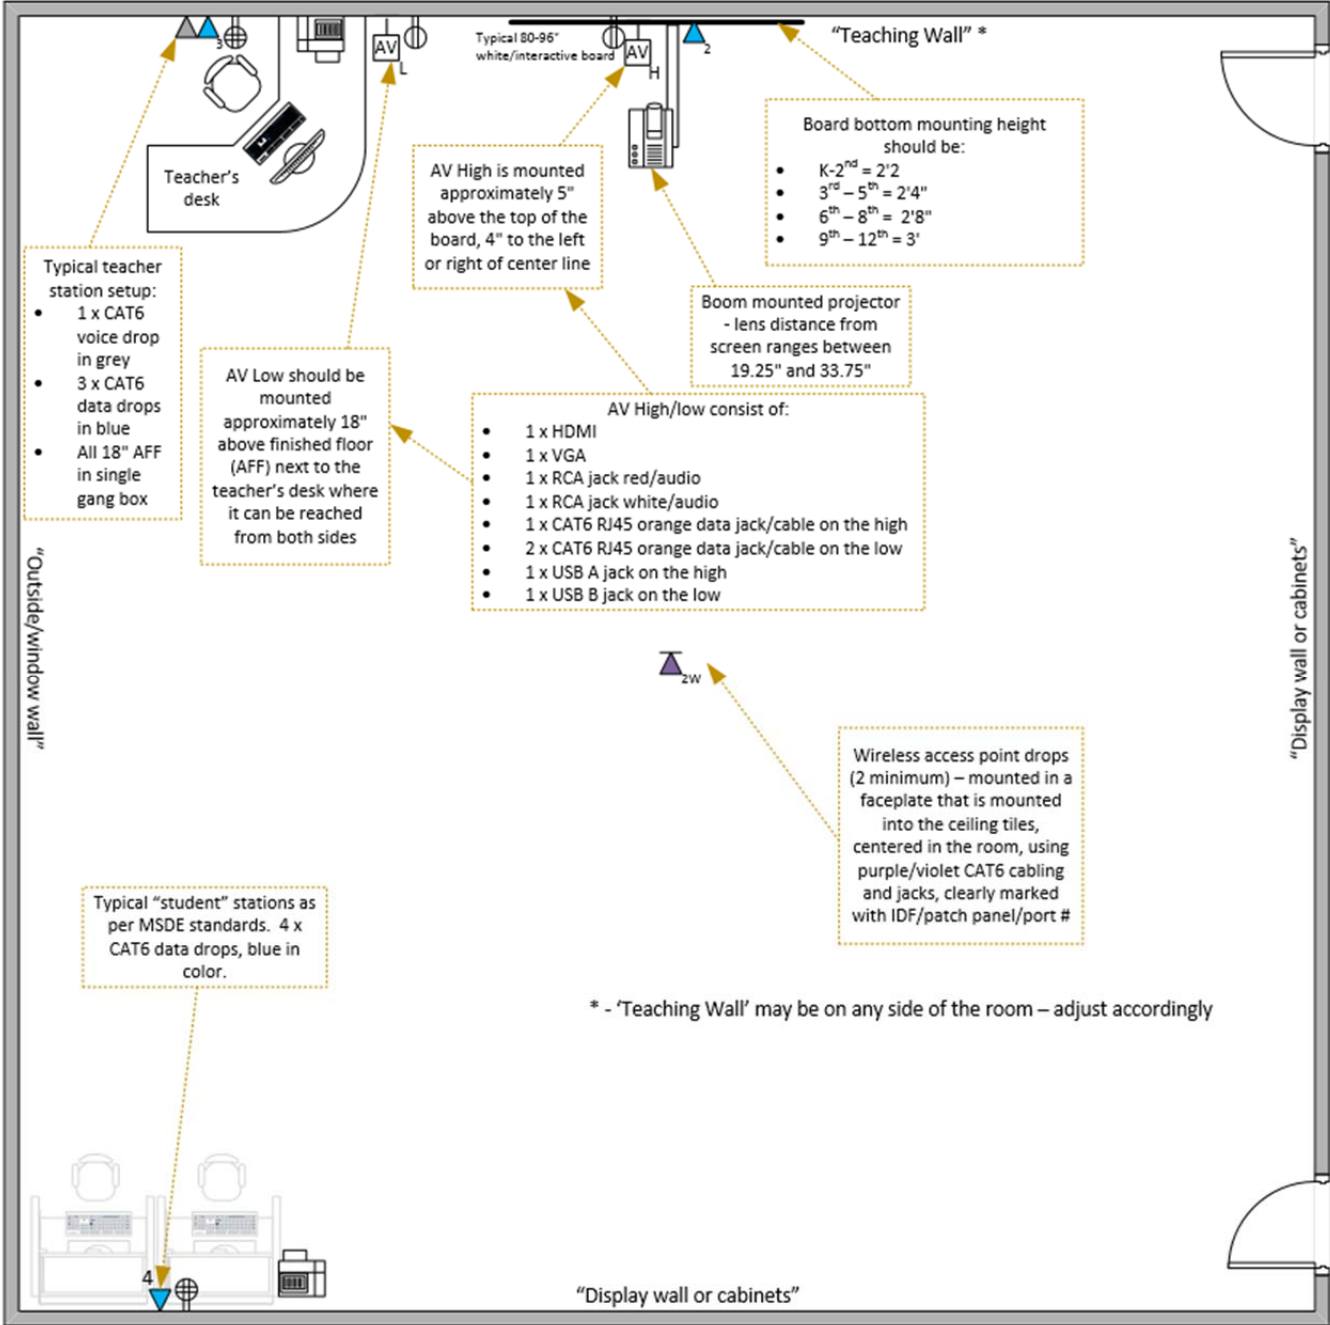 3
AV
L
Typical 80-96"
white/interactive board
AV
H
2
“Teaching Wall” *
Teacher’s
desk
Board bottom mounting height
should be:
• K-2nd = 2'2
• 3rd – 5th = 2'4"
• 6th – 8th = 2'8"
• 9th – 12th = 3'
AV High is mounted
approximately 5"
above the top of the
board, 4" to the left
or right of center line
Typical teacher
station setup:
• 1 x CAT6
voice drop
in grey
• 3 x CAT6
data drops
in blue
• All 18" AFF
in single
gang box
Boom mounted projector
- lens distance from
screen ranges between
19.25" and 33.75"
AV Low should be
mounted
approximately 18"
above finished floor
(AFF) next to the
teacher’s desk where
it can be reached
from both sides
AV High/low consist of:
• 1 x HDMI
• 1 x VGA
• 1 x RCA jack red/audio
• 1 x RCA jack white/audio
• 1 x CAT6 RJ45 orange data jack/cable on the high
• 2 x CAT6 RJ45 orange data jack/cable on the low
• 1 x USB A jack on the high
• 1 x USB B jack on the low
“Outside/window wall”
“Display wall or cabinets”
2W
Wireless access point drops
(2 minimum) – mounted in a
faceplate that is mounted
into the ceiling tiles,
centered in the room, using
purple/violet CAT6 cabling
and jacks, clearly marked
with IDF/patch panel/port #
Typical “student” stations as
per MSDE standards. 4 x
CAT6 data drops, blue in
color.
* - ‘Teaching Wall’ may be on any side of the room – adjust accordingly
4
“Display wall or cabinets”